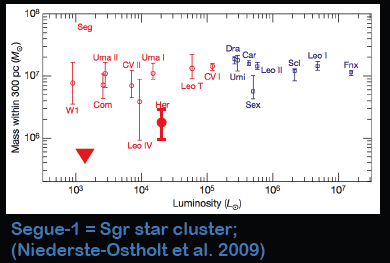 10⁸
10⁷
10⁶
Mass within 300 pc (M⊙)
Seg
Uma II
CV II
Uma I
W1
Com
Leo IV
Her
Leo T
CV I
Dra
Umi
Car
Sex
Leo II
Scl
Leo I
Fnx
10³ 10⁴ 10⁵ 10⁶ 10⁷
Luminosity (L⊙)
Segue-1 = Sgr star cluster;
(Niederste-Ostholt et al. 2009)